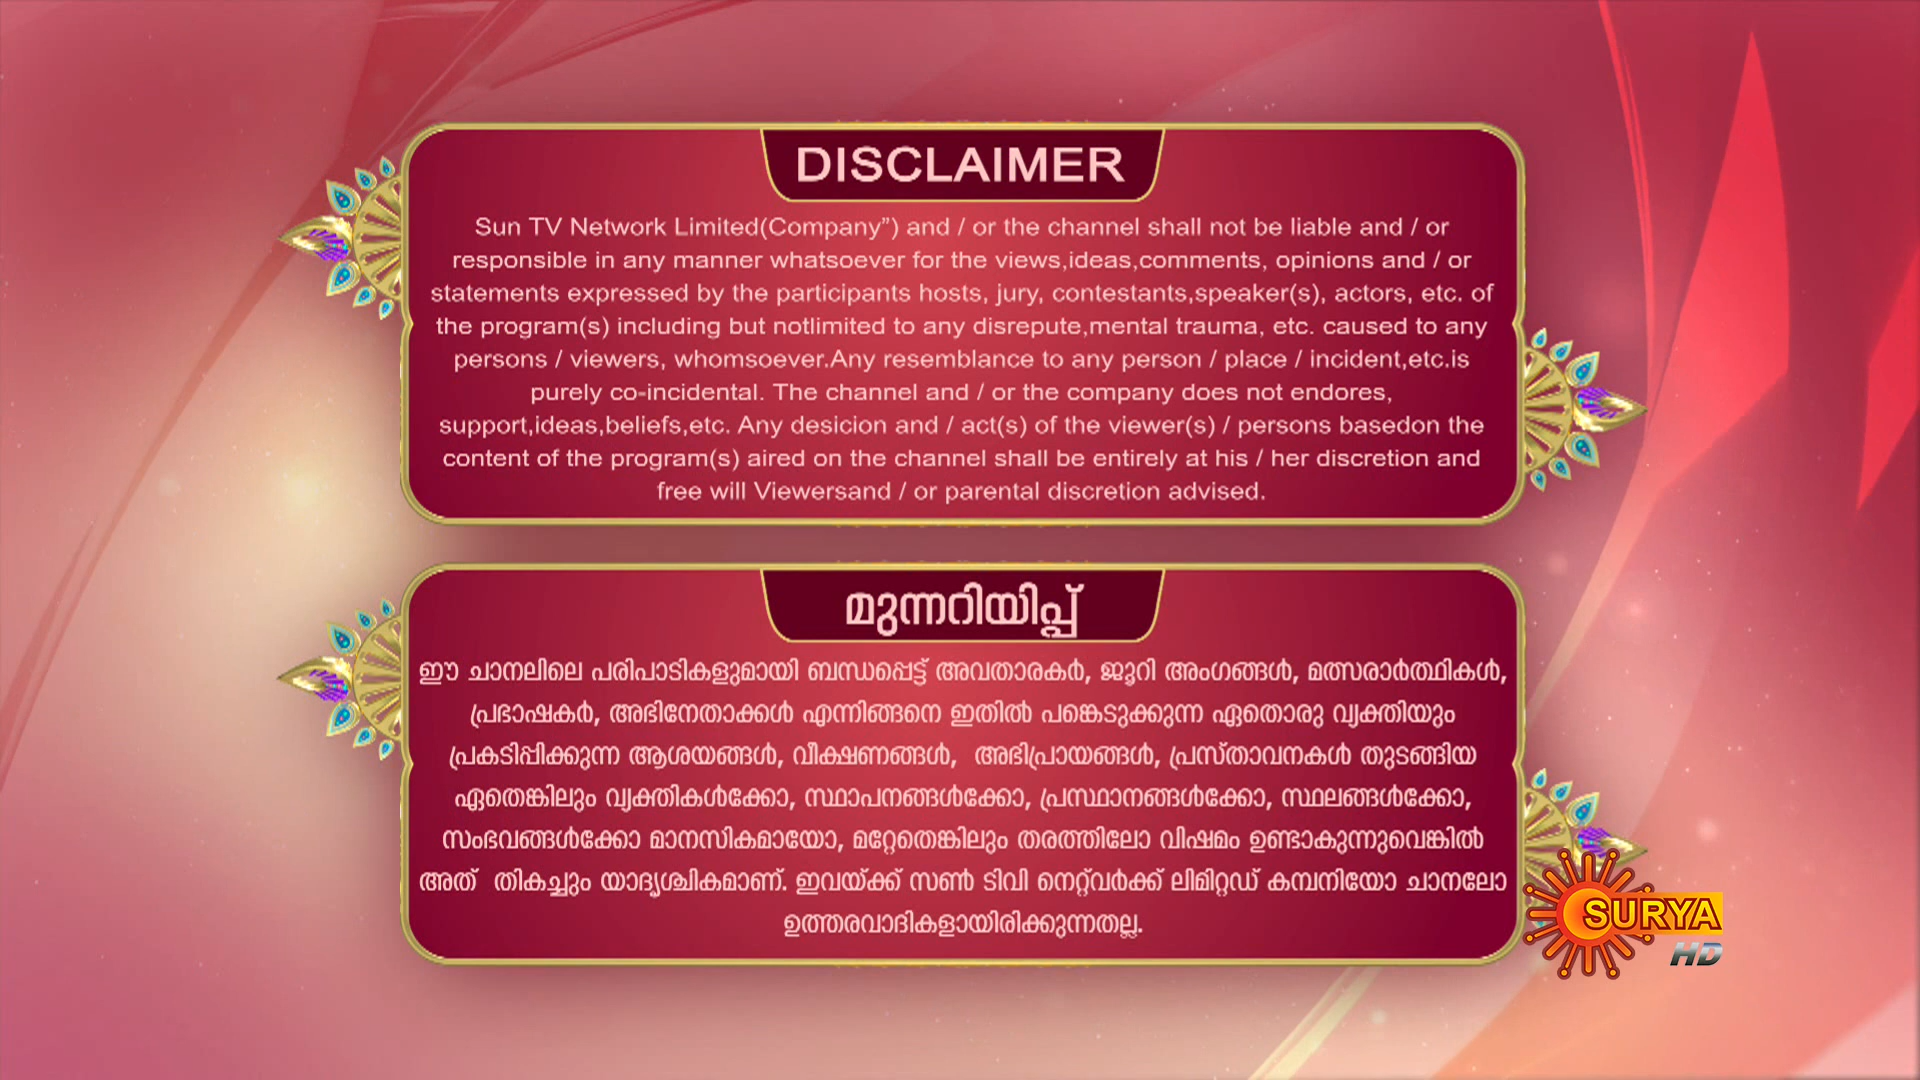 DISCLAIMER
Sun TV Network Limited(Company”) and / or the channel shall not be liable and / or
responsible in any manner whatsoever for the views,ideas,comments, opinions and / or
statements expressed by the participants hosts, jury, contestants,speaker(s), actors, etc. of
the program(s) including but notlimited to any disrepute,mental trauma, etc. caused to any
persons / viewers, whomsoever.Any resemblance to any person / place / incident,etc.is
purely co-incidental. The channel and / or the company does not endores,
support,ideas,beliefs,etc. Any desicion and / act(s) of the viewer(s) / persons basedon the
content of the program(s) aired on the channel shall be entirely at his / her discretion and
free will Viewersand / or parental discretion advised.
മുന്നറിയിപ്പ്
ഈ ചാനലിലെ പരിപാടികളുമായി ബന്ധപ്പെട്ട് അവതാരകർ, ജൂറി അംഗങ്ങൾ, മത്സരാർത്ഥികൾ,
പ്രഭാഷകർ, അഭിനേതാക്കൾ എന്നിങ്ങനെ ഇതിൽ പങ്കെടുക്കുന്ന ഏതൊരു വ്യക്തിയും
പ്രകടിപ്പിക്കുന്ന ആശയങ്ങൾ, വീക്ഷണങ്ങൾ, അഭിപ്രായങ്ങൾ, പ്രസ്താവനകൾ തുടങ്ങിയ
ഏതെങ്കിലും വ്യക്തികൾക്കോ, സ്ഥാപനങ്ങൾക്കോ, പ്രസ്ഥാനങ്ങൾക്കോ, സ്ഥലങ്ങൾക്കോ,
സംഭവങ്ങൾക്കോ മാനസികമായോ, മറ്റേതെങ്കിലും തരത്തിലോ വിഷമം ഉണ്ടാകുന്നുവെങ്കിൽ
അത് തികച്ചും യാദൃശ്ചികമാണ്. ഇവയ്ക്ക് സൺ ടിവി നെറ്റ്‌വർക്ക് ലിമിറ്റഡ് കമ്പനിയോ ചാനലോ
ഉത്തരവാദികളായിരിക്കുന്നതല്ല.
SURYA
HD